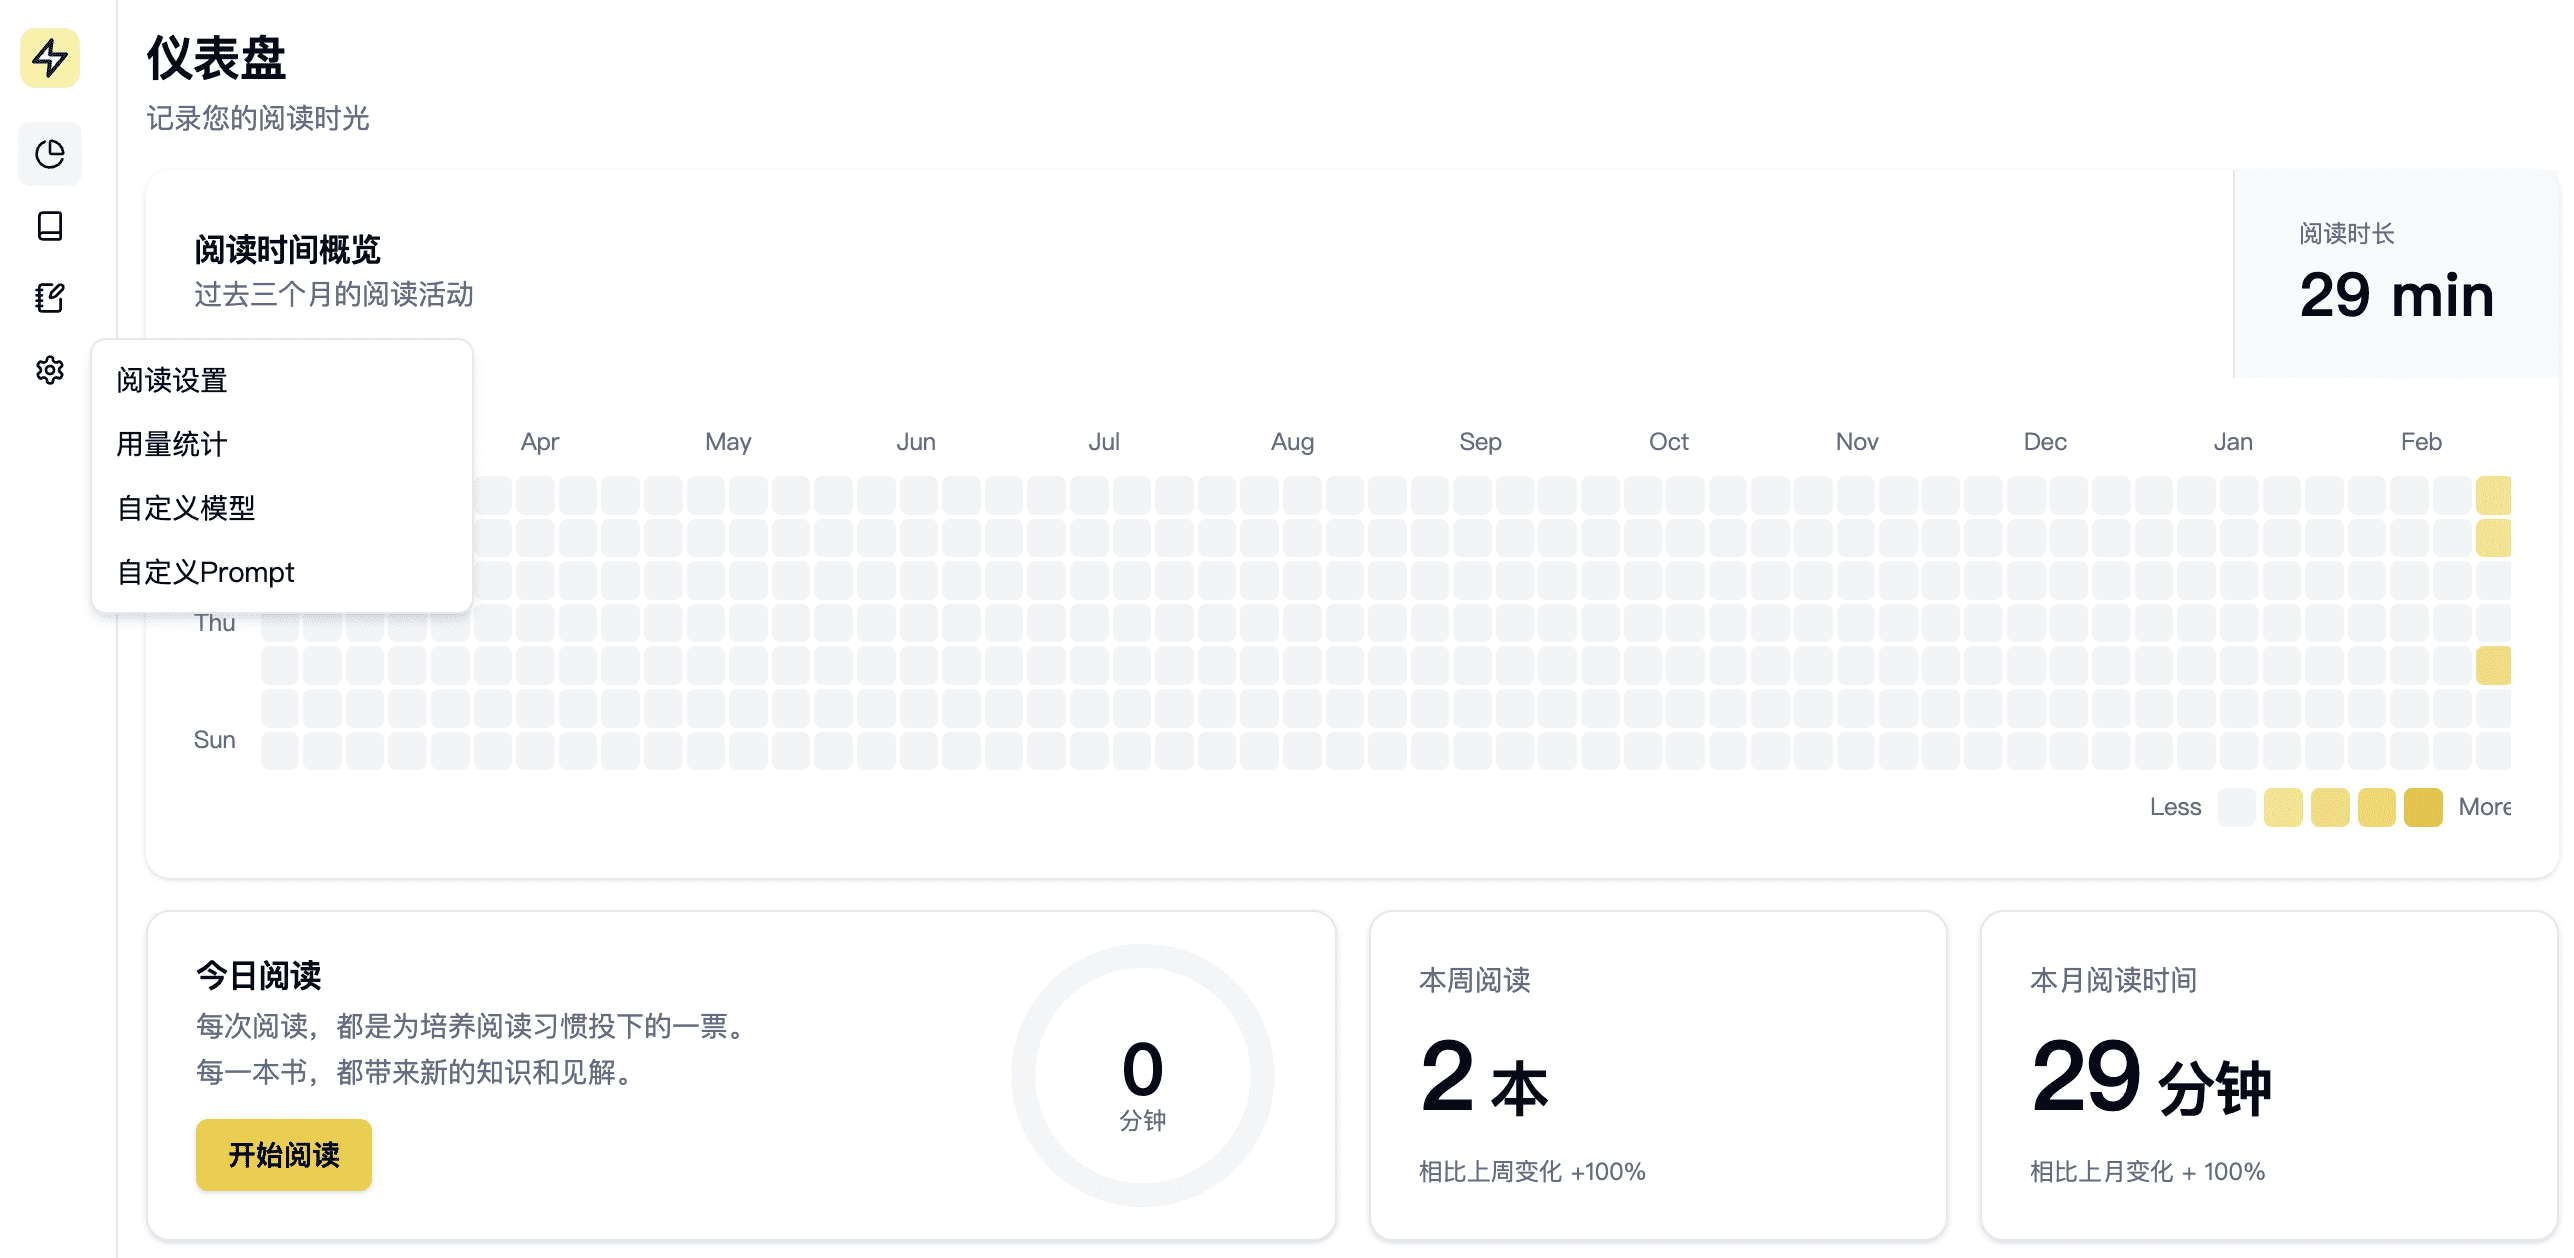 仪表盘
记录您的阅读时光
阅读时间概览
过去三个月的阅读活动
阅读时长
29 min
阅读设置
用量统计
自定义模型
自定义Prompt
Apr May Jun Jul Aug Sep Oct Nov Dec Jan Feb
Thu
Sun
Less More
今日阅读
每次阅读，都是为培养阅读习惯投下的一票。
每一本书，都带来新的知识和见解。
开始阅读
0
分钟
本周阅读
2 本
相比上周变化 +100%
本月阅读时间
29 分钟
相比上月变化 + 100%